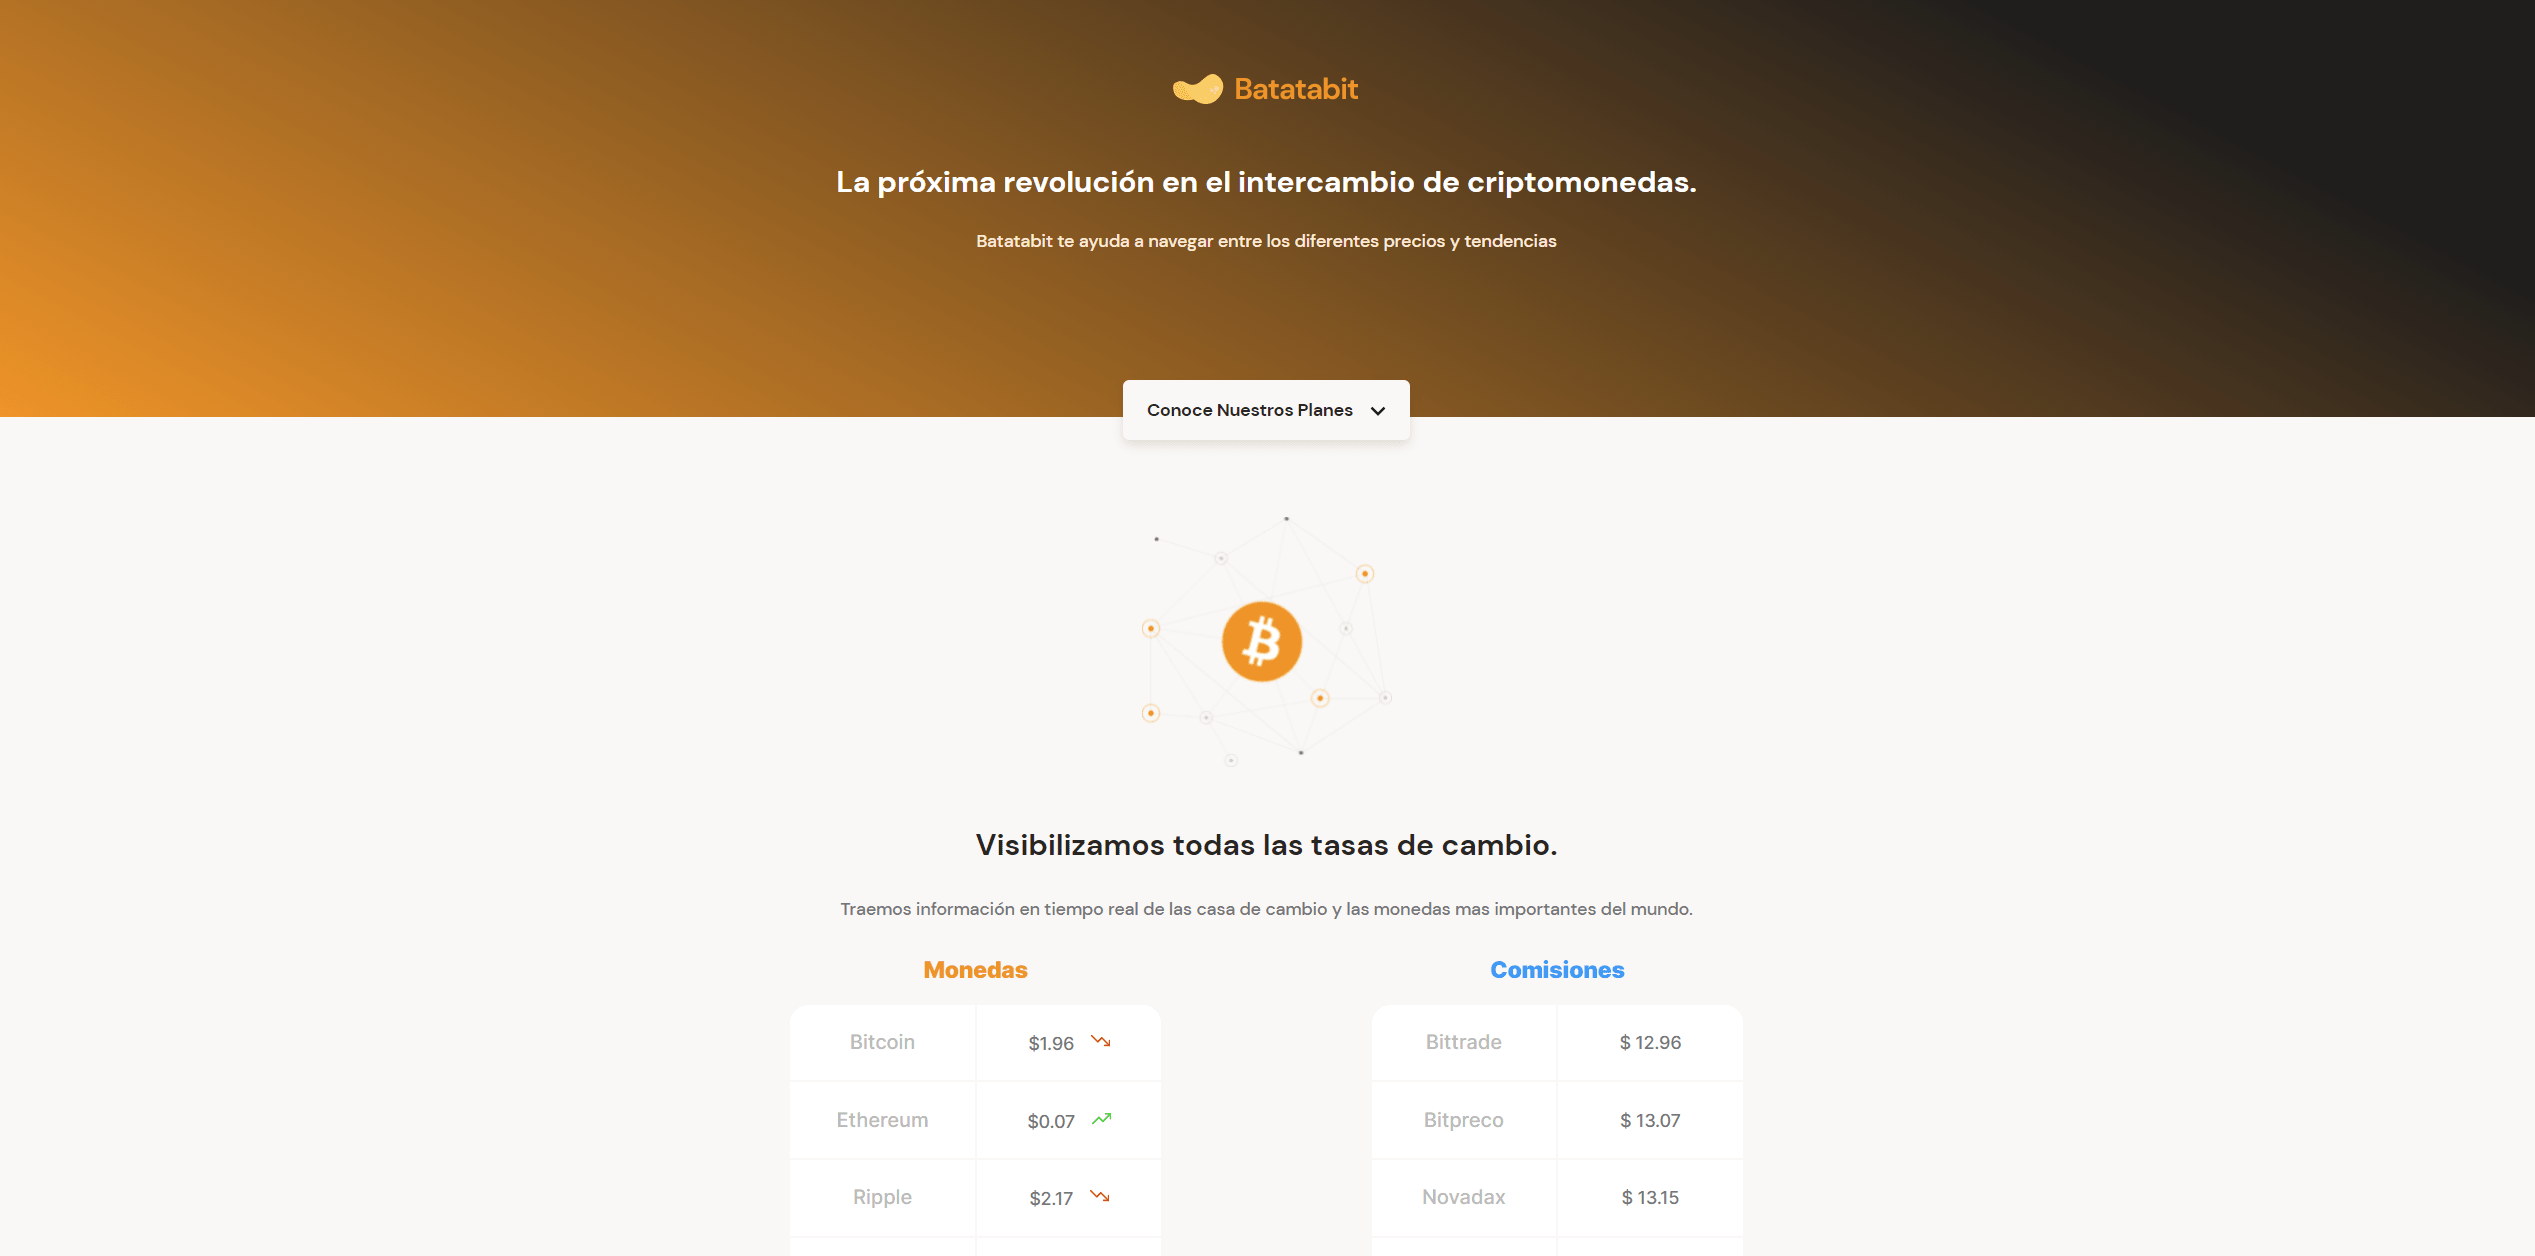 Batatabit
La próxima revolución en el intercambio de criptomonedas.
Batatabit te ayuda a navegar entre los diferentes precios y tendencias
Conoce Nuestros Planes
Visibilizamos todas las tasas de cambio.
Traemos información en tiempo real de las casa de cambio y las monedas mas importantes del mundo.
Monedas
Bitcoin $1.96
Ethereum $0.07
Ripple $2.17
Comisiones
Bittrade $ 12.96
Bitpreco $ 13.07
Novadax $ 13.15